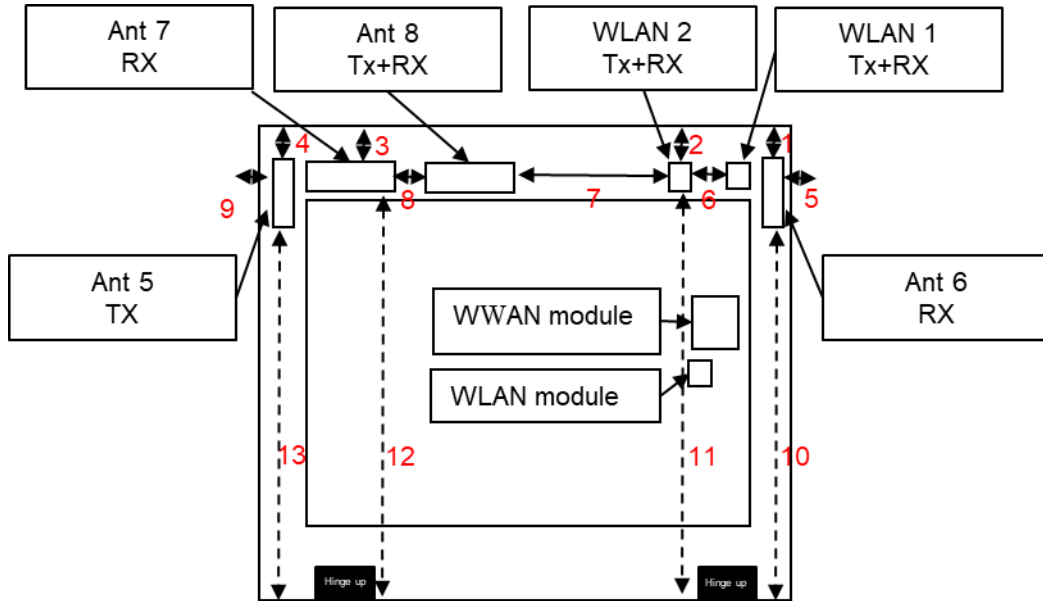 Ant 7
RX
Ant 8
Tx+RX
WLAN 2
Tx+RX
WLAN 1
Tx+RX
4
3
2
1
9
8
7
6
5
Ant 5
TX
Ant 6
RX
WWAN module
WLAN module
13
12
11
10
Hinge up
Hinge up